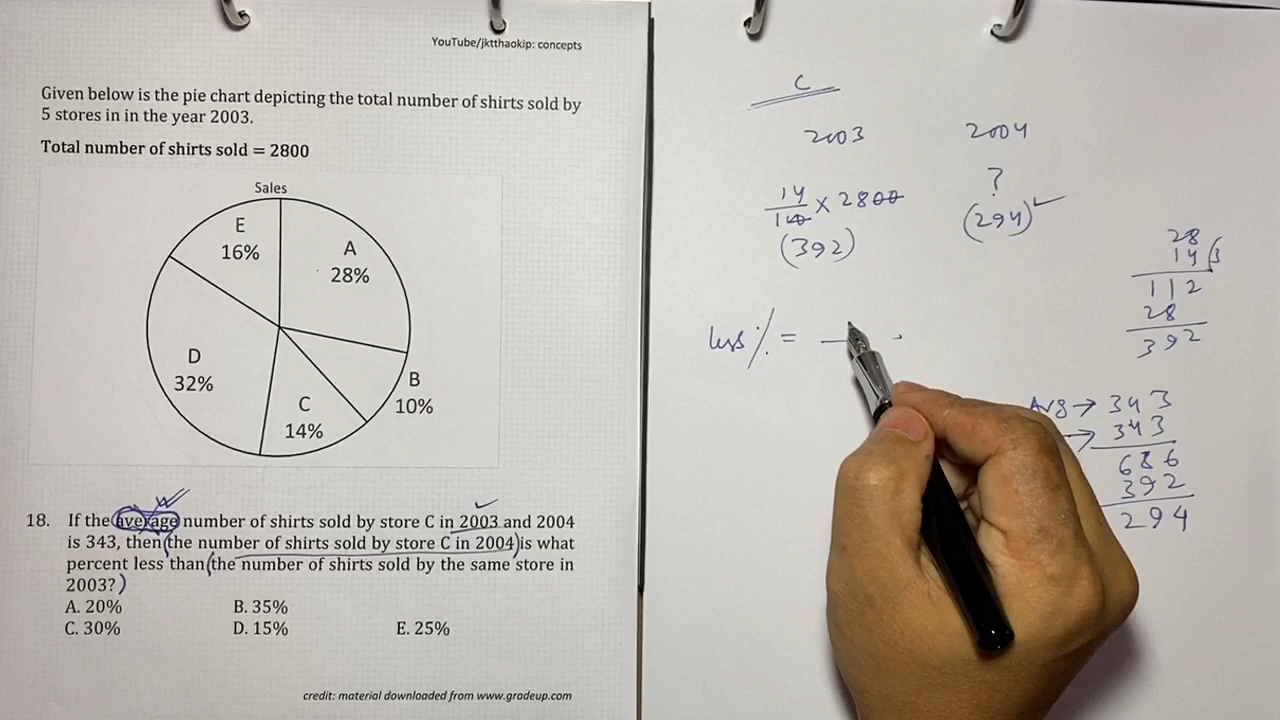 YouTube/jktthaokip: concepts
Given below is the pie chart depicting the total number of shirts sold by
5 stores in in the year 2003.
Total number of shirts sold = 2800
Sales
E
16%
A
28%
D
32%
C
14%
B
10%
18. If the average number of shirts sold by store C in 2003 and 2004
is 343, then (the number of shirts sold by store C in 2004) is what
percent less than (the number of shirts sold by the same store in
2003?)
A. 20% B. 35%
C. 30% D. 15% E. 25%
credit: material downloaded from www.gradeup.com
C
2003 2004
14/100 × 2800 ?
(392) (294)
28
14
112
28
392
less % =
Avg → 343
→ 343
686
392
294